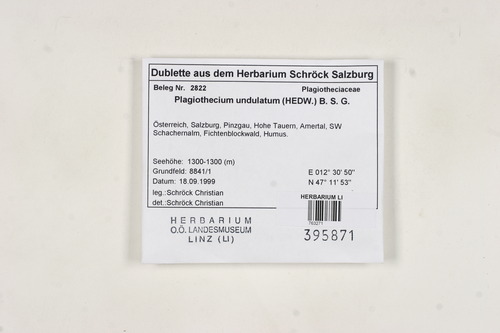 Dublette aus dem Herbarium Schröck Salzburg
Beleg Nr. 2822 Plagiotheciaceae
Plagiothecium undulatum (HEDW.) B. S. G.
Österreich, Salzburg, Pinzgau, Hohe Tauern, Amertal, SW
Schachernalm, Fichtenblockwald, Humus.
Seehöhe: 1300-1300 (m)
Grundfeld: 8841/1 E 012° 30' 50"
Datum: 18.09.1999 N 47° 11' 53"
leg.:Schröck Christian HERBARIUM LI
det.:Schröck Christian
HERBARIUM
O.Ö. LANDESMUSEUM
LINZ (LI)
395871